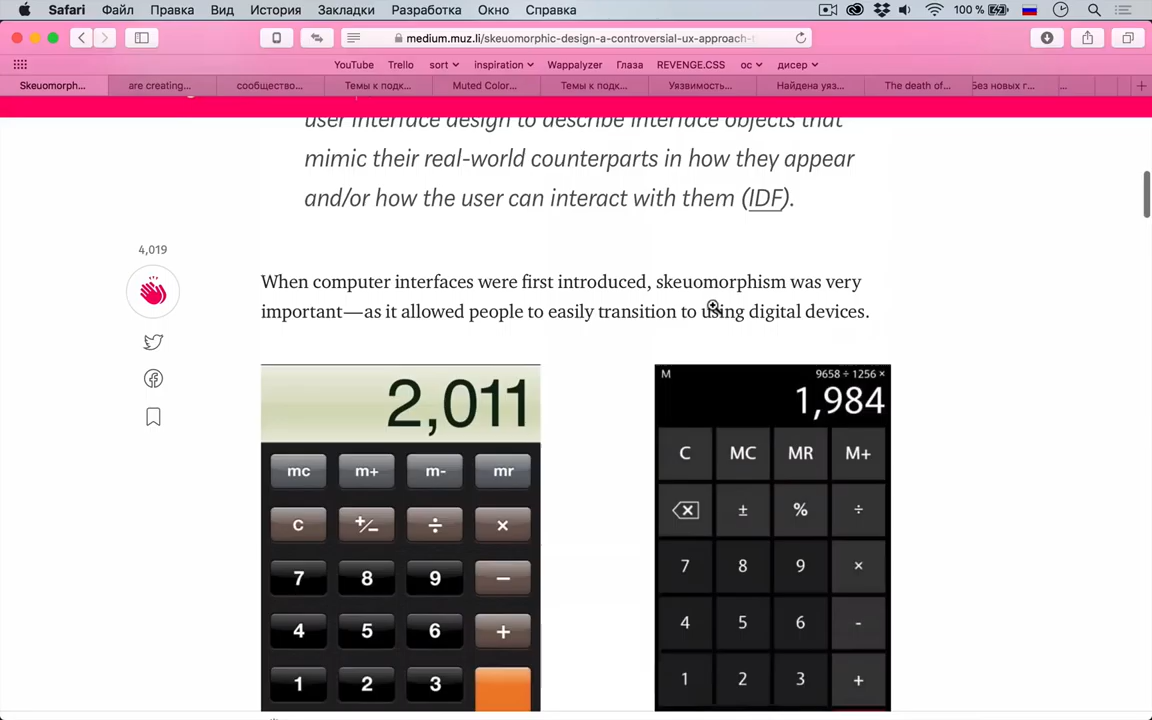 Safari Файл Правка Вид История Закладки Разработка Окно Справка 100 %
medium.muz.li/skeuomorphic-design-a-controversial-ux-approach-
YouTube Trello sort inspiration Wappalyzer Глаза REVENGE.CSS ос дисер
Skeuomorph... are creating... сообщество... Темы к подк... Muted Color... Темы к подк... Уязвимость... Найдена уяз... The death of... Без новых г... ...
user interface design to describe interface objects that
mimic their real-world counterparts in how they appear
and/or how the user can interact with them (IDF).
4,019
When computer interfaces were first introduced, skeuomorphism was very
important—as it allowed people to easily transition to using digital devices.
2,011
mc m+ m- mr
c +/− ÷ ×
7 8 9 −
4 5 6 +
1 2 3
M 9658 ÷ 1256 ×
1,984
C MC MR M+
± % ÷
7 8 9 ×
4 5 6 -
1 2 3 +